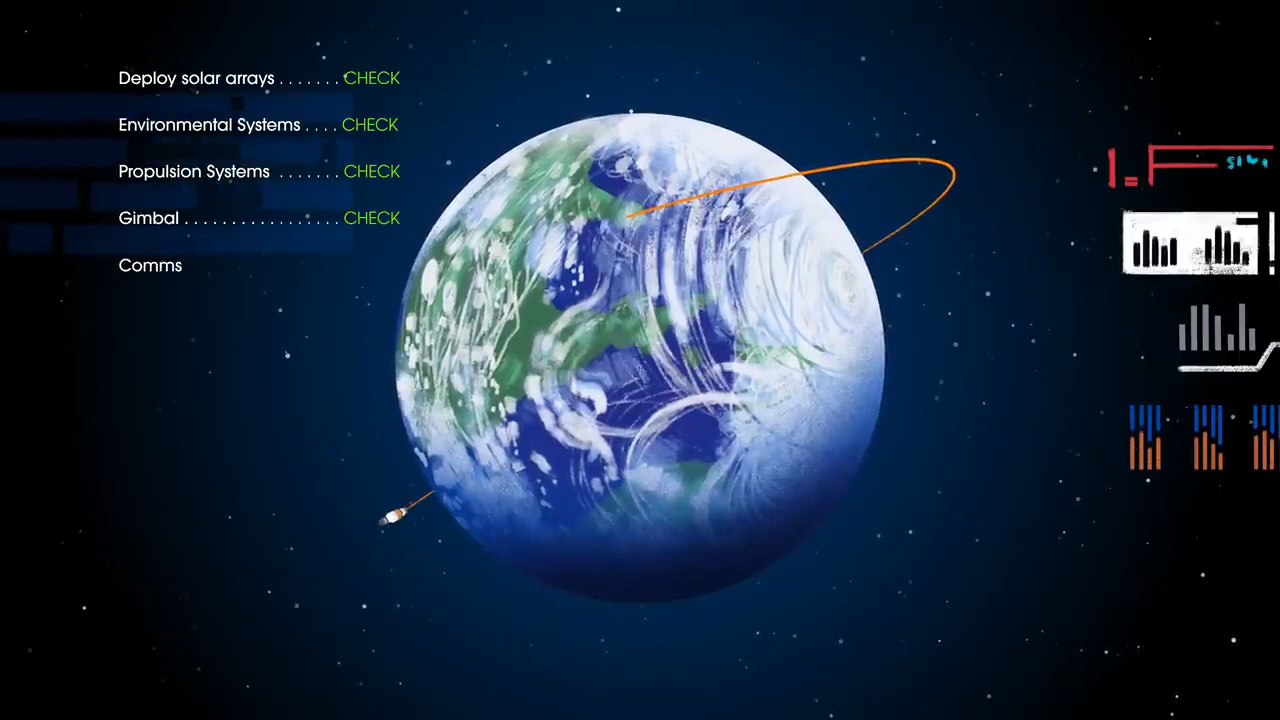 Deploy solar arrays . . . . . . . CHECK
Environmental Systems . . . . CHECK
Propulsion Systems . . . . . . . CHECK
Gimbal . . . . . . . . . . . . . . . . . CHECK
Comms